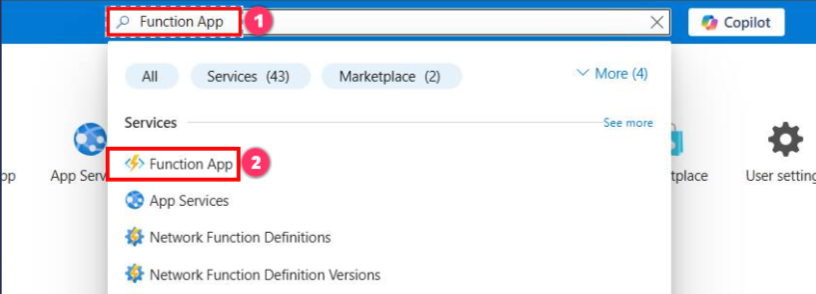 Function App 1
Copilot
All Services (43) Marketplace (2) More (4)
Services See more
Function App 2
App Serv tplace User setting
App Services
Network Function Definitions
Network Function Definition Versions